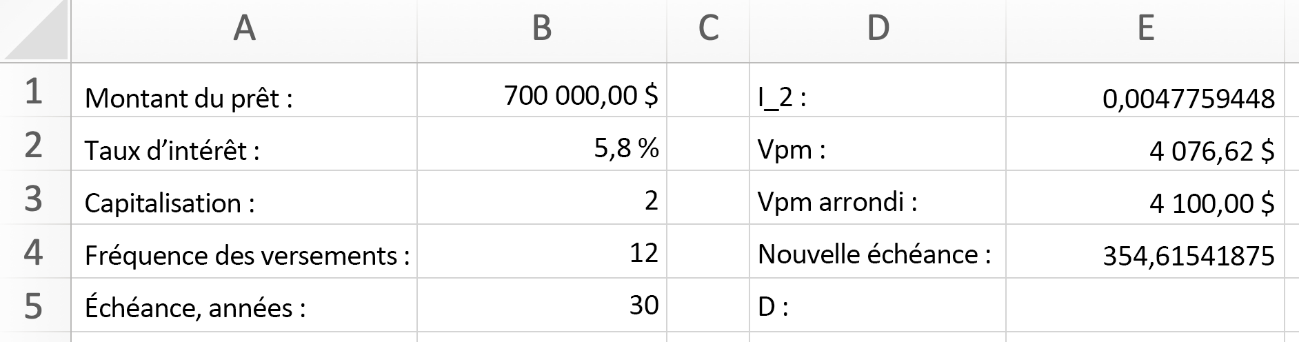 A B C D E
1 Montant du prêt : 700 000,00 $ I_2 : 0,0047759448
2 Taux d’intérêt : 5,8 % Vpm : 4 076,62 $
3 Capitalisation : 2 Vpm arrondi : 4 100,00 $
4 Fréquence des versements : 12 Nouvelle échéance : 354,61541875
5 Échéance, années : 30 D :